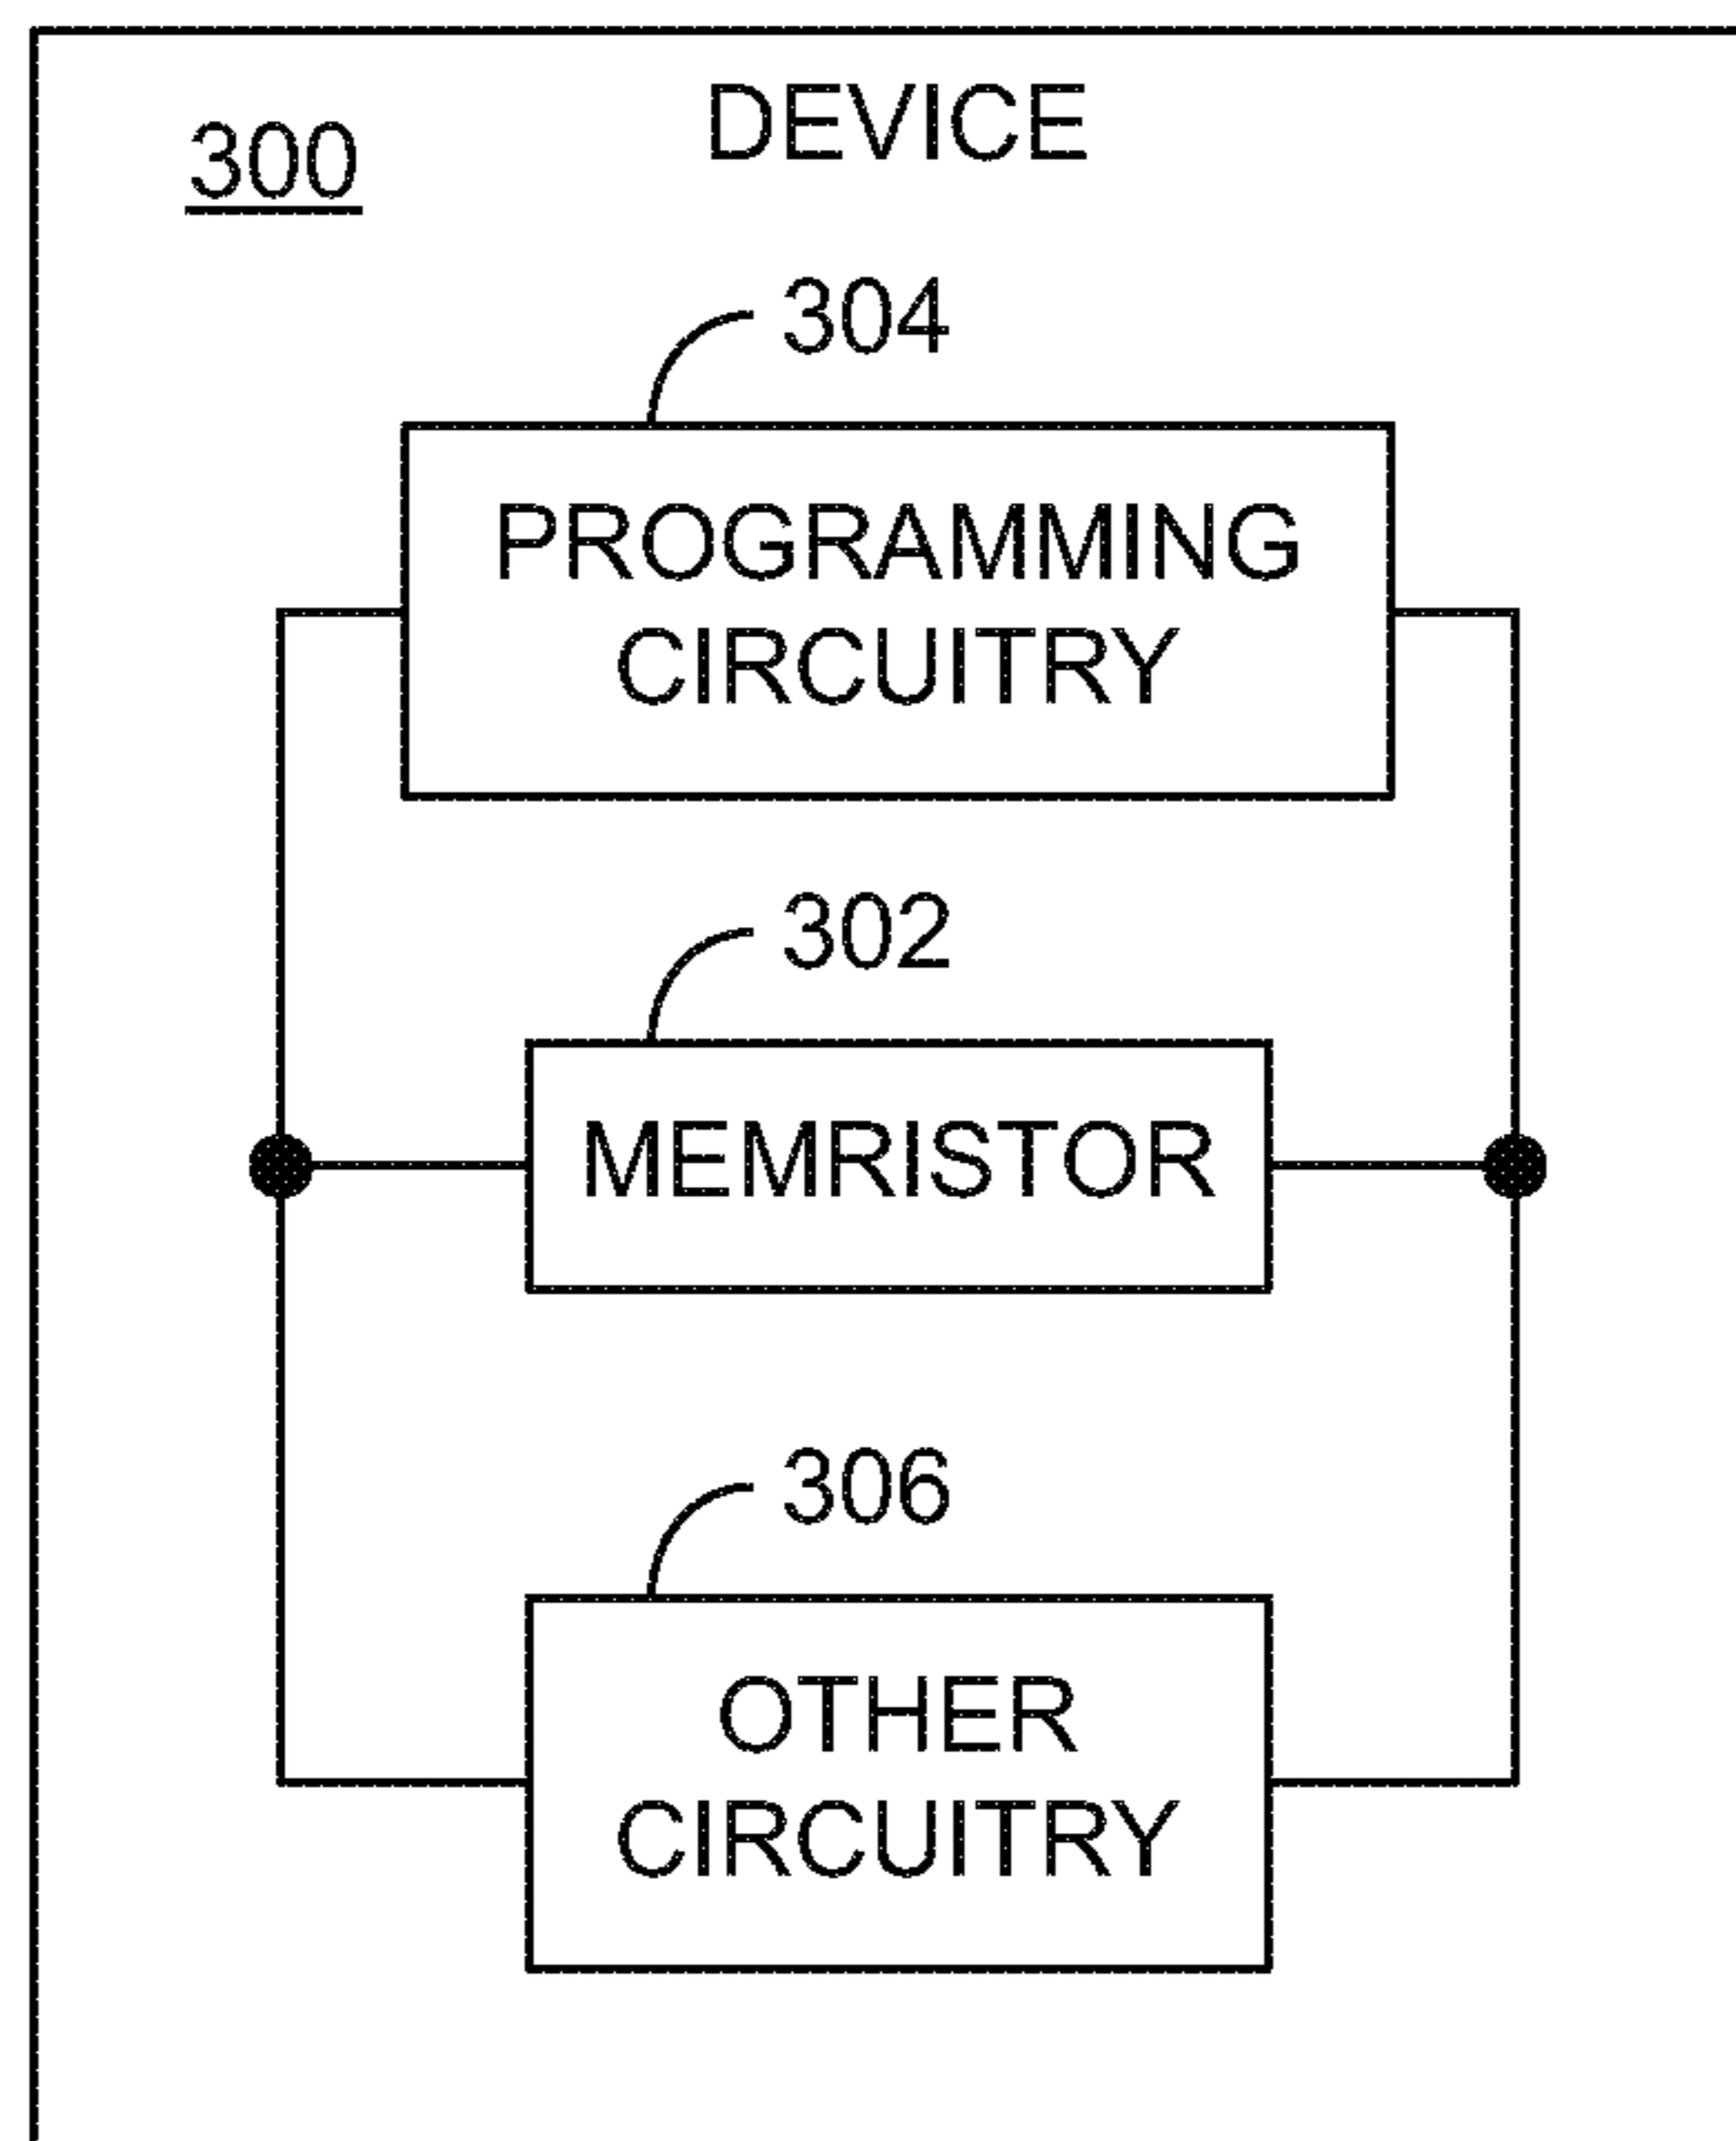 DEVICE
300
304
PROGRAMMING
CIRCUITRY
302
MEMRISTOR
306
OTHER
CIRCUITRY